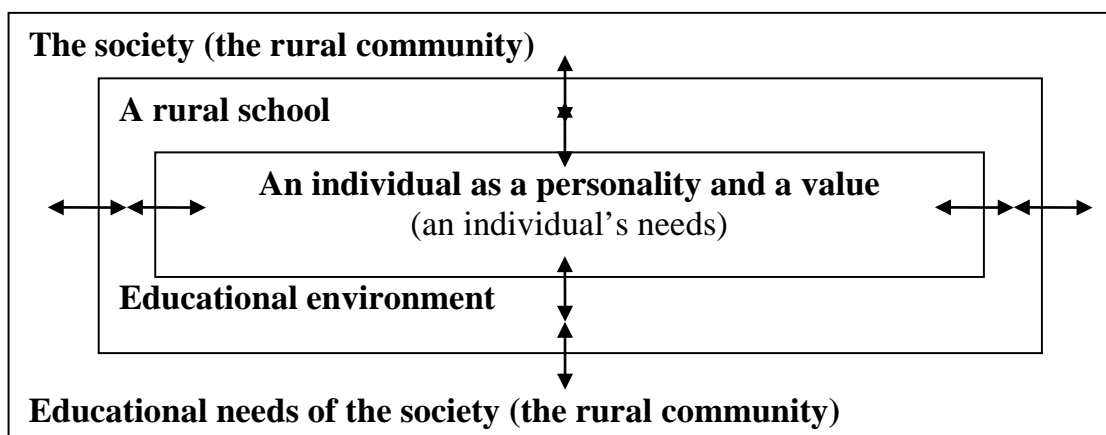 The society (the rural community)
A rural school
An individual as a personality and a value
(an individual’s needs)
Educational environment
Educational needs of the society (the rural community)